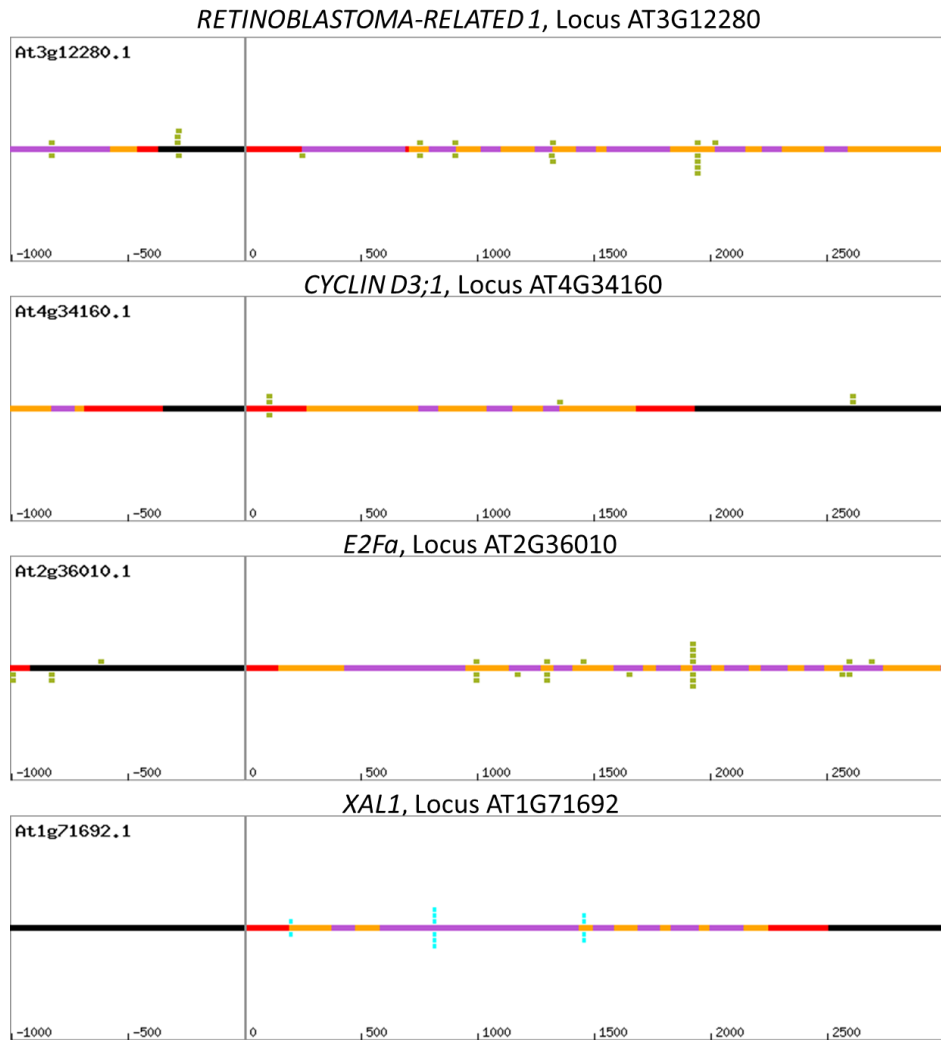 RETINOBLASTOMA-RELATED 1, Locus AT3G12280
At3g12280.1
-1000 -500 0 500 1000 1500 2000 2500
CYCLIN D3;1, Locus AT4G34160
At4g34160.1
-1000 -500 0 500 1000 1500 2000 2500
E2Fa, Locus AT2G36010
At2g36010.1
-1000 -500 0 500 1000 1500 2000 2500
XAL1, Locus AT1G71692
At1g71692.1
-1000 -500 0 500 1000 1500 2000 2500